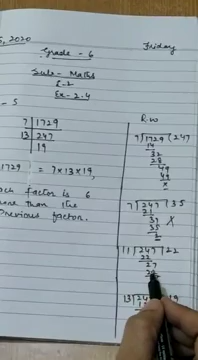 5, 2020
Friday
Grade - 6
Sub:- Maths
Ex- 2.4
- 5
R.W
7 | 1729
13 | 247
19
1729 = 7×13×19,
factor is 6
more than the
Previous factor.
7 ) 1729 ( 247
14
32
28
49
49
×
7 ) 247 ( 35
21
37
35
2
X
11 ) 247 ( 22
22
27
13 ) 24 19